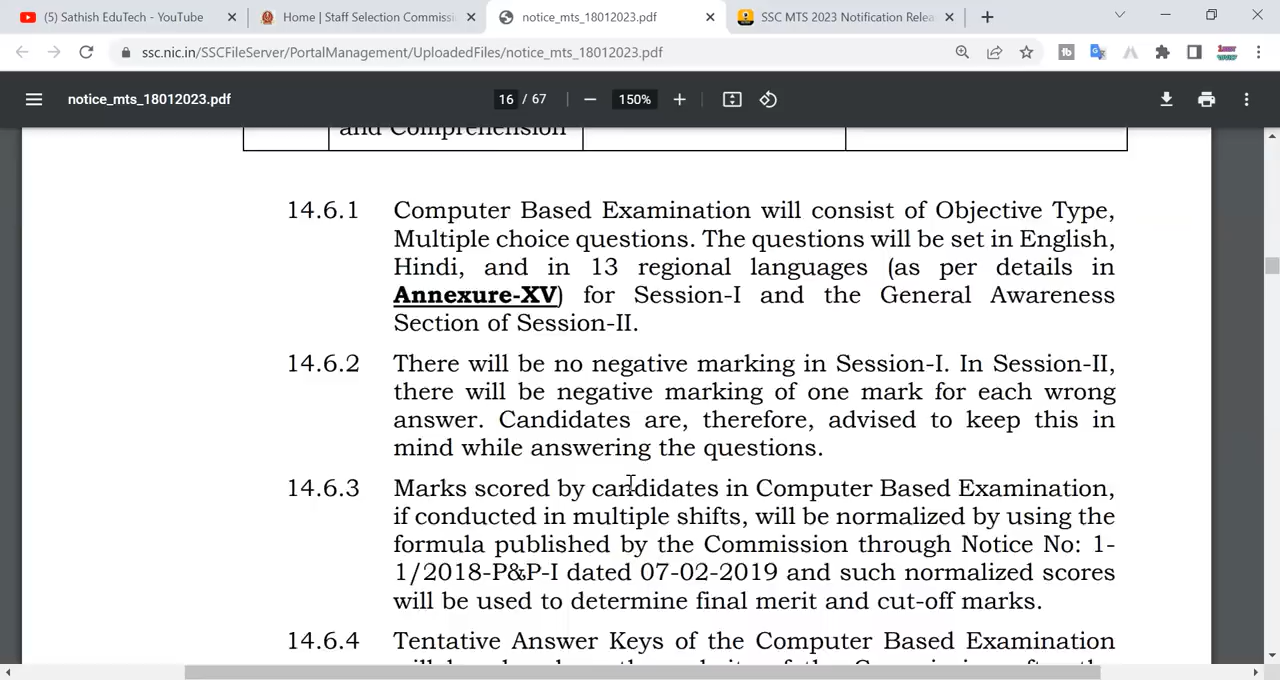 (5) Sathish EduTech - YouTube
Home | Staff Selection Commissi
notice_mts_18012023.pdf
SSC MTS 2023 Notification Relea
ssc.nic.in/SSCFileServer/PortalManagement/UploadedFiles/notice_mts_18012023.pdf
notice_mts_18012023.pdf
16 / 67
150%
and Comprehension
14.6.1 Computer Based Examination will consist of Objective Type,
Multiple choice questions. The questions will be set in English,
Hindi, and in 13 regional languages (as per details in
Annexure-XV) for Session-I and the General Awareness
Section of Session-II.
14.6.2 There will be no negative marking in Session-I. In Session-II,
there will be negative marking of one mark for each wrong
answer. Candidates are, therefore, advised to keep this in
mind while answering the questions.
14.6.3 Marks scored by candidates in Computer Based Examination,
if conducted in multiple shifts, will be normalized by using the
formula published by the Commission through Notice No: 1-
1/2018-P&P-I dated 07-02-2019 and such normalized scores
will be used to determine final merit and cut-off marks.
14.6.4 Tentative Answer Keys of the Computer Based Examination